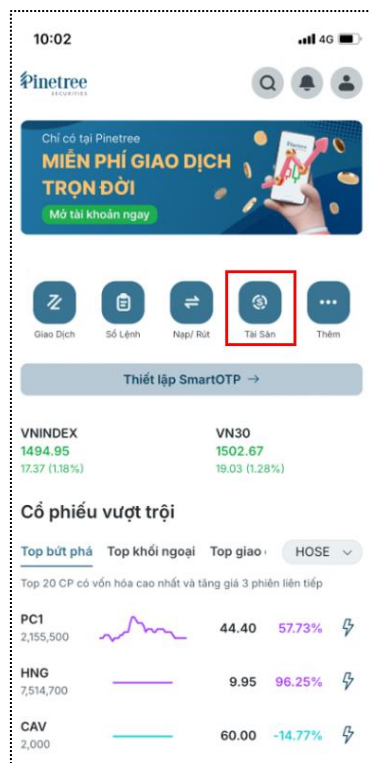 10:02
4G
Pinetree
SECURITIES
Chỉ có tại Pinetree
MIỄN PHÍ GIAO DỊCH
TRỌN ĐỜI
Mở tài khoản ngay
Giao Dịch
Sổ Lệnh
Nạp/ Rút
Tài Sản
Thêm
Thiết lập SmartOTP →
VNINDEX
1494.95
17.37 (1.18%)
VN30
1502.67
19.03 (1.28%)
Cổ phiếu vượt trội
Top bứt phá Top khối ngoại Top giao HOSE
Top 20 CP có vốn hóa cao nhất và tăng giá 3 phiên liên tiếp
PC1
2,155,500
44.40 57.73%
HNG
7,514,700
9.95 96.25%
CAV
2,000
60.00 -14.77%